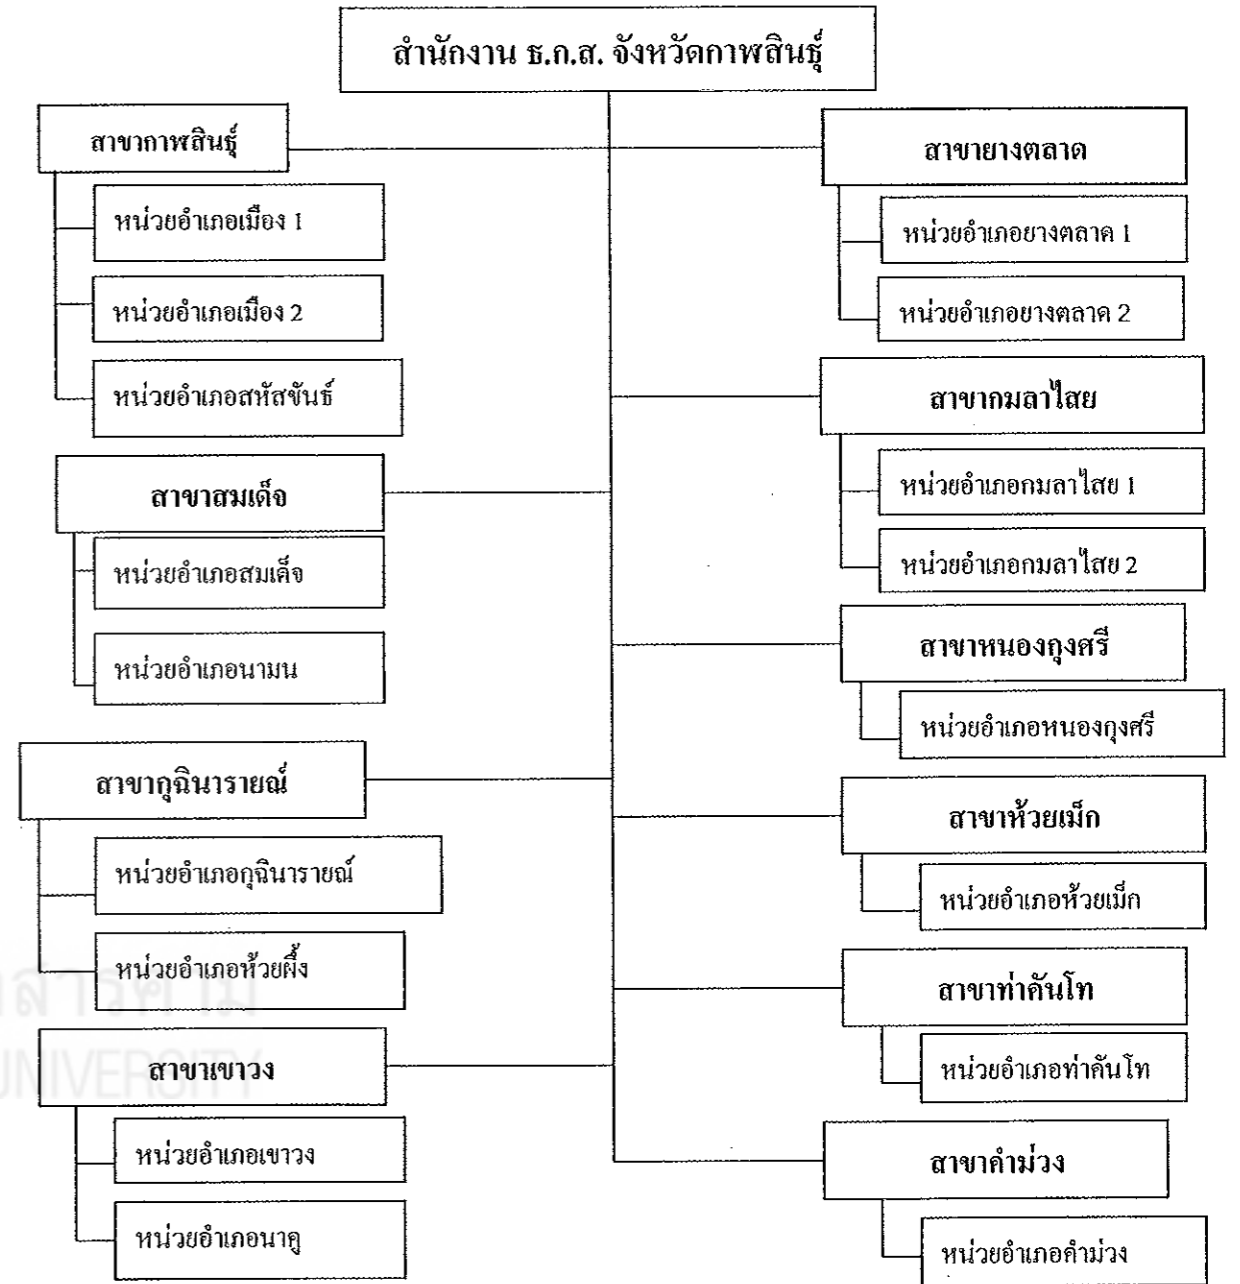 สำนักงาน ธ.ก.ส. จังหวัดกาฬสินธุ์
สาขากาฬสินธุ์
หน่วยอำเภอเมือง 1
หน่วยอำเภอเมือง 2
หน่วยอำเภอสหัสขันธ์
สาขาสมเด็จ
หน่วยอำเภอสมเด็จ
หน่วยอำเภอนามน
สาขากุฉินารายณ์
หน่วยอำเภอกุฉินารายณ์
หน่วยอำเภอห้วยผึ้ง
สาขาเขาวง
หน่วยอำเภอเขาวง
หน่วยอำเภอนาคู
สาขายางตลาด
หน่วยอำเภอยางตลาด 1
หน่วยอำเภอยางตลาด 2
สาขากมลาไสย
หน่วยอำเภอกมลาไสย 1
หน่วยอำเภอกมลาไสย 2
สาขาหนองกุงศรี
หน่วยอำเภอหนองกุงศรี
สาขาห้วยเม็ก
หน่วยอำเภอห้วยเม็ก
สาขาท่าคันโท
หน่วยอำเภอท่าคันโท
สาขาคำม่วง
หน่วยอำเภอคำม่วง
UNIVERSITY